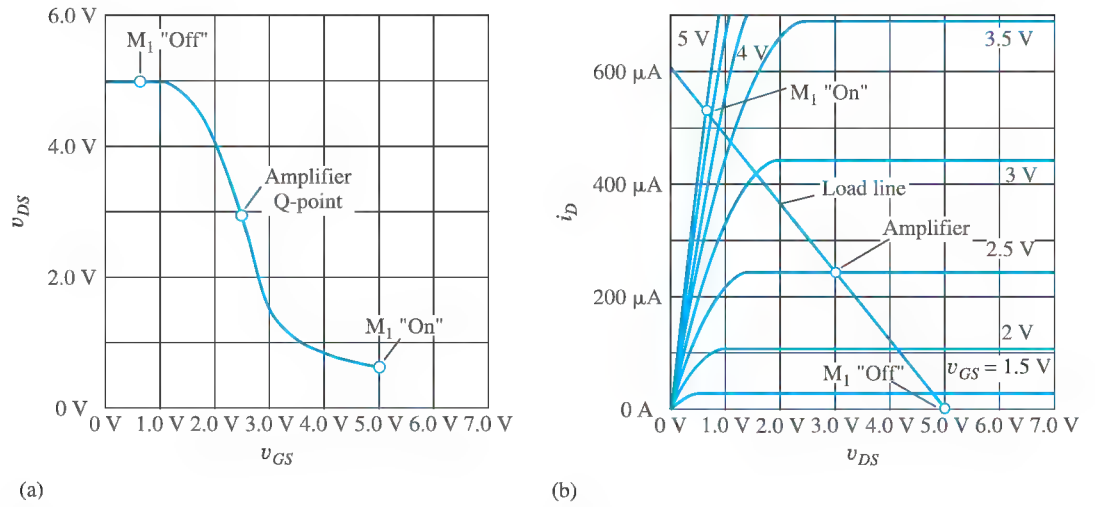 6.0 V
M1 "Off"
4.0 V
Amplifier
Q-point
vDS
2.0 V
M1 "On"
0 V
0 V 1.0 V 2.0 V 3.0 V 4.0 V 5.0 V 6.0 V 7.0 V
vGS
(a)
5 V
4 V
3.5 V
600 µA
M1 "On"
3 V
400 µA
Load line
iD
Amplifier
2.5 V
200 µA
2 V
M1 "Off"
vGS = 1.5 V
0 A
0 V 1.0 V 2.0 V 3.0 V 4.0 V 5.0 V 6.0 V 7.0 V
vDS
(b)